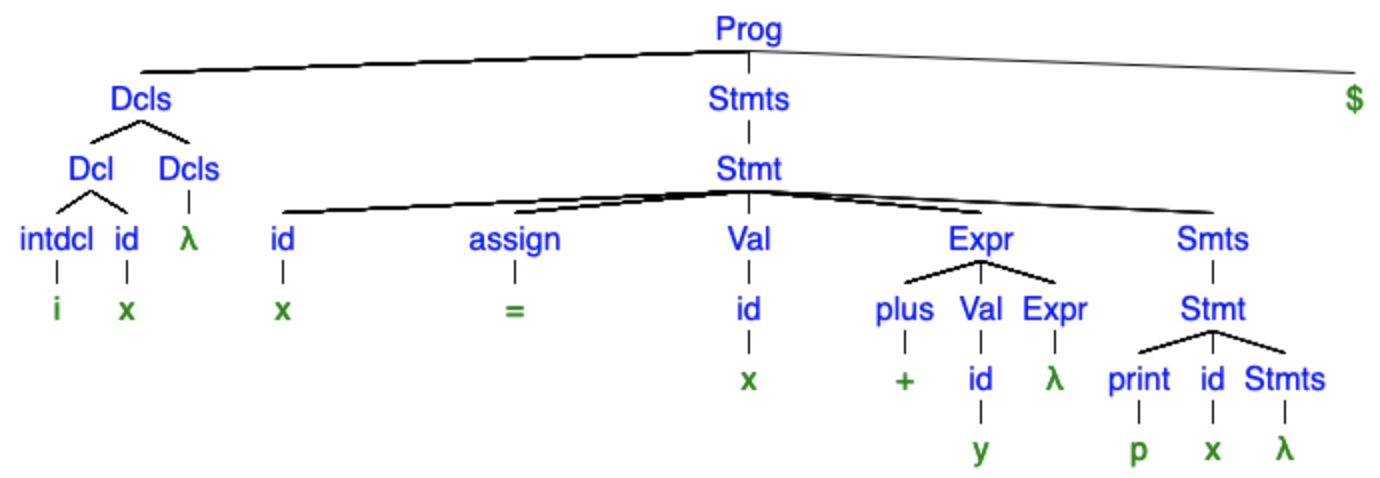 Prog
Dcls Stmts $
Dcl Dcls Stmt
intdcl id λ id assign Val Expr Smts
i x x = id plus Val Expr Stmt
x + id λ print id Stmts
y p x λ